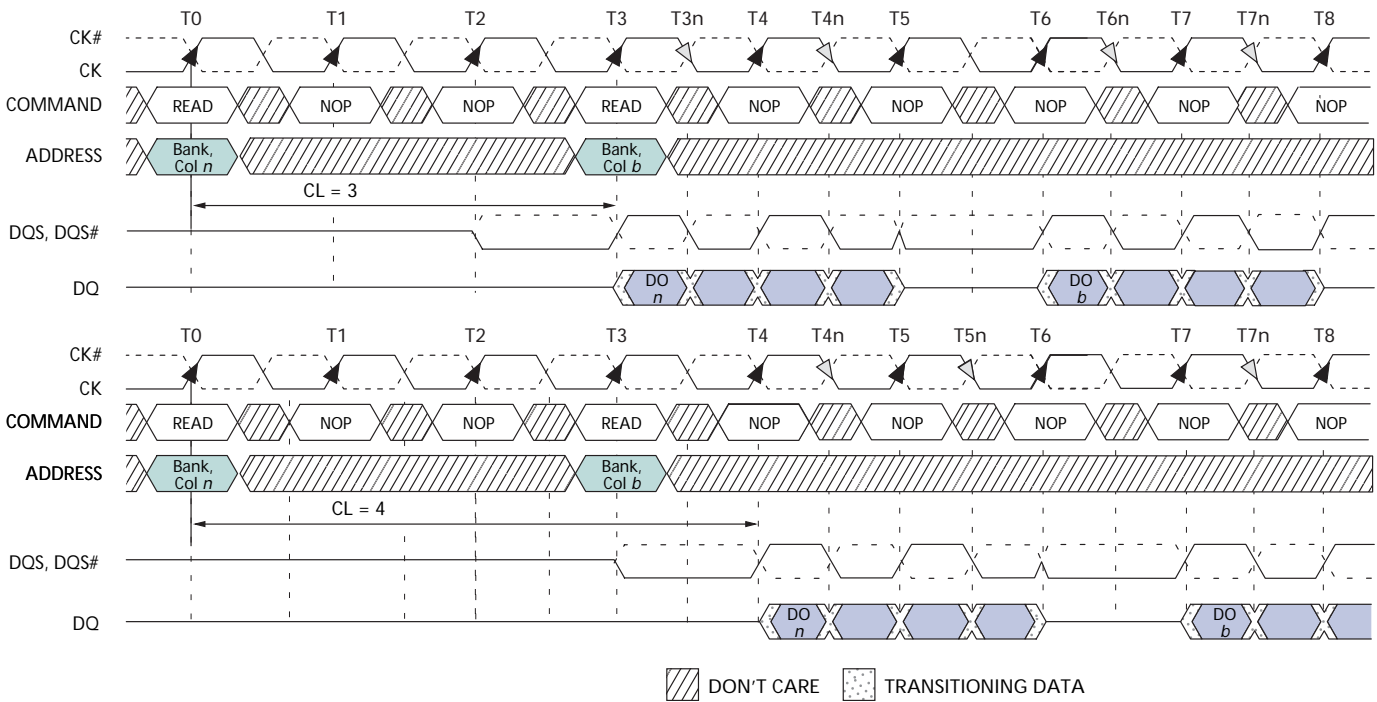 T0 T1 T2 T3 T3n T4 T4n T5 T6 T6n T7 T7n T8
CK#
CK
COMMAND READ NOP NOP READ NOP NOP NOP NOP NOP
ADDRESS Bank, Col n Bank, Col b
CL = 3
DQS, DQS#
DQ DO n DO b
T0 T1 T2 T3 T4 T4n T5 T5n T6 T7 T7n T8
CK#
CK
COMMAND READ NOP NOP READ NOP NOP NOP NOP NOP
ADDRESS Bank, Col n Bank, Col b
CL = 4
DQS, DQS#
DQ DO n DO b
DON'T CARE TRANSITIONING DATA